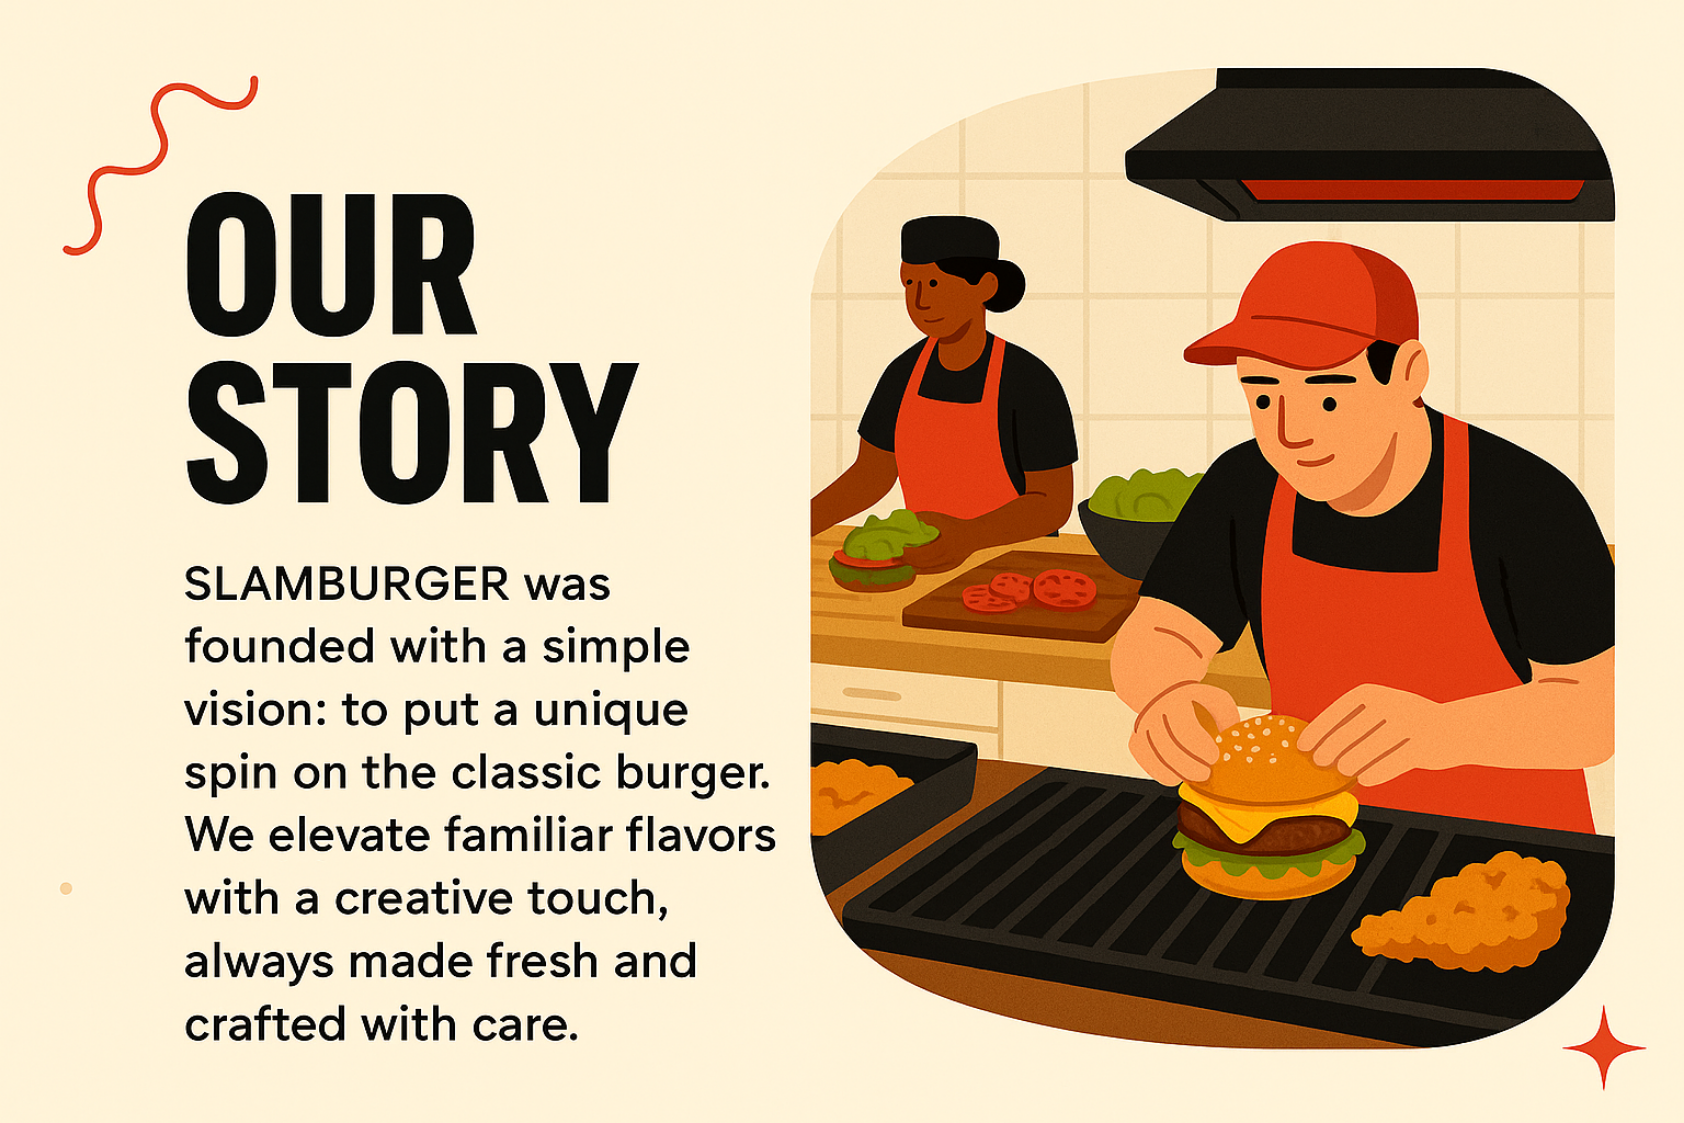 OUR
STORY
SLAMBURGER was
founded with a simple
vision: to put a unique
spin on the classic burger.
We elevate familiar flavors
with a creative touch,
always made fresh and
crafted with care.